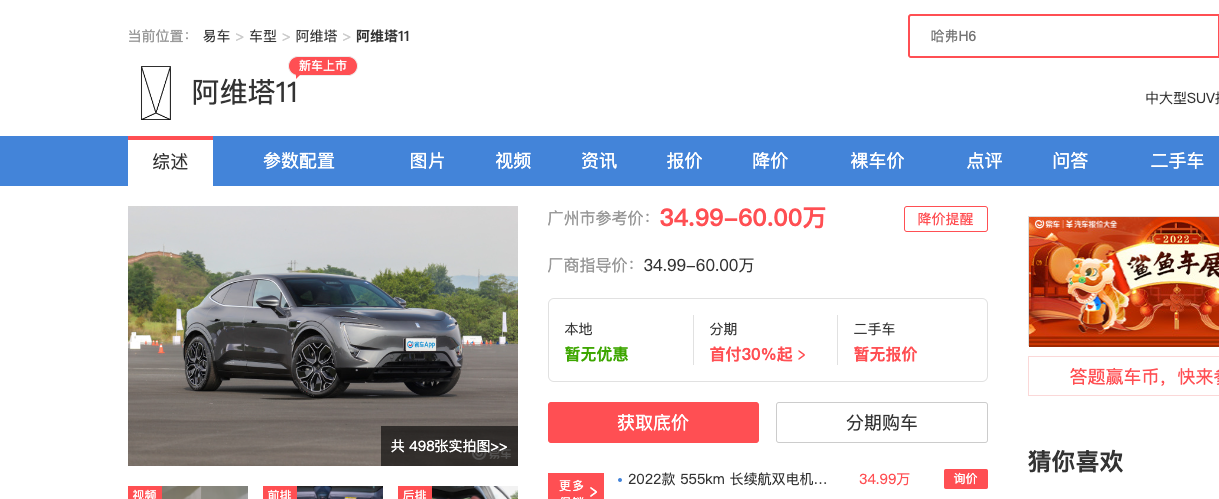 当前位置： 易车 > 车型 > 阿维塔 > 阿维塔11
哈弗H6
新车上市
阿维塔11
中大型SUV
综述 参数配置 图片 视频 资讯 报价 降价 裸车价 点评 问答 二手车
广州市参考价： 34.99-60.00万 降价提醒
厂商指导价： 34.99-60.00万
本地 分期 二手车
暂无优惠 首付30%起 > 暂无报价
获取底价 分期购车
易车App
共 498张实拍图>>
易车
2022
鲨鱼车展
答题赢车币，快来
猜你喜欢
更多 >
2022款 555km 长续航双电机... 34.99万 询价
视频 前排 后排